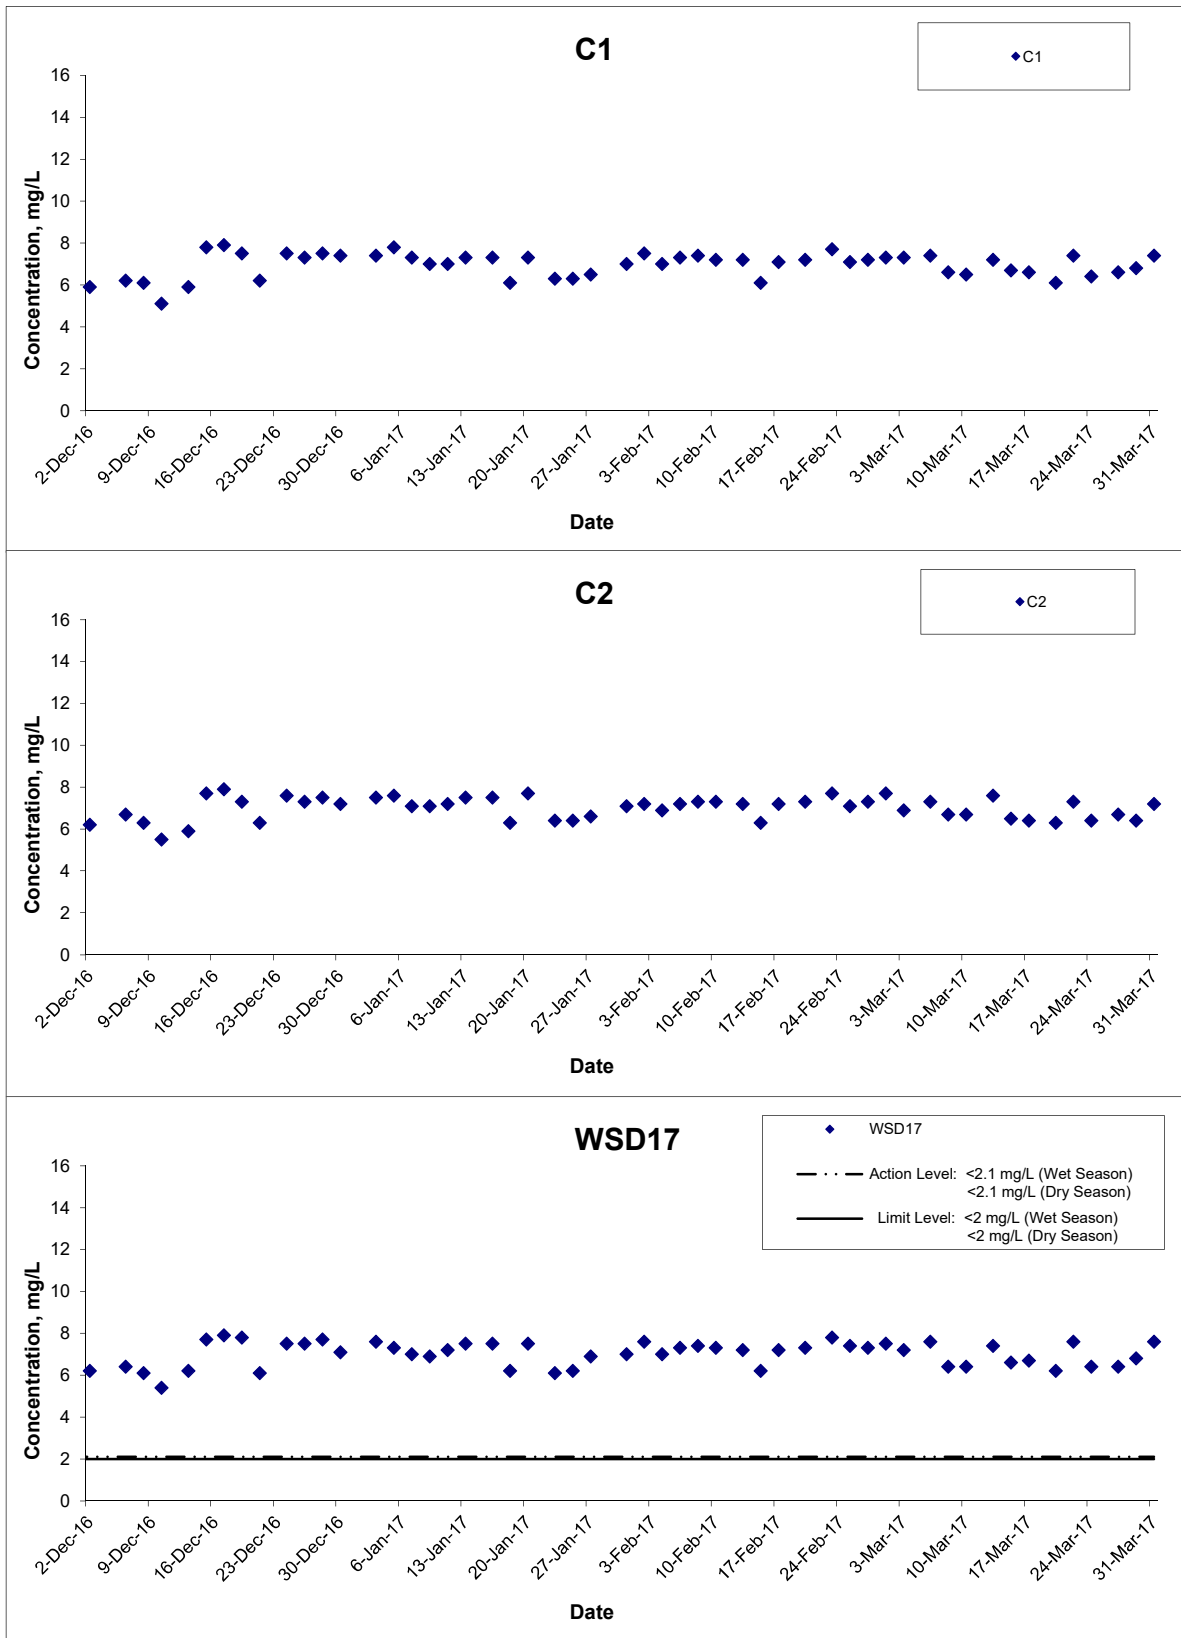 C1
C1
16
14
12
10
8
6
4
2
0
Concentration, mg/L
2-Dec-16
9-Dec-16
16-Dec-16
23-Dec-16
30-Dec-16
6-Jan-17
13-Jan-17
20-Jan-17
27-Jan-17
3-Feb-17
10-Feb-17
17-Feb-17
24-Feb-17
3-Mar-17
10-Mar-17
17-Mar-17
24-Mar-17
31-Mar-17
Date
C2
C2
16
14
12
10
8
6
4
2
0
Concentration, mg/L
2-Dec-16
9-Dec-16
16-Dec-16
23-Dec-16
30-Dec-16
6-Jan-17
13-Jan-17
20-Jan-17
27-Jan-17
3-Feb-17
10-Feb-17
17-Feb-17
24-Feb-17
3-Mar-17
10-Mar-17
17-Mar-17
24-Mar-17
31-Mar-17
Date
WSD17
WSD17
Action Level: <2.1 mg/L (Wet Season)
<2.1 mg/L (Dry Season)
Limit Level: <2 mg/L (Wet Season)
<2 mg/L (Dry Season)
16
14
12
10
8
6
4
2
0
Concentration, mg/L
2-Dec-16
9-Dec-16
16-Dec-16
23-Dec-16
30-Dec-16
6-Jan-17
13-Jan-17
20-Jan-17
27-Jan-17
3-Feb-17
10-Feb-17
17-Feb-17
24-Feb-17
3-Mar-17
10-Mar-17
17-Mar-17
24-Mar-17
31-Mar-17
Date